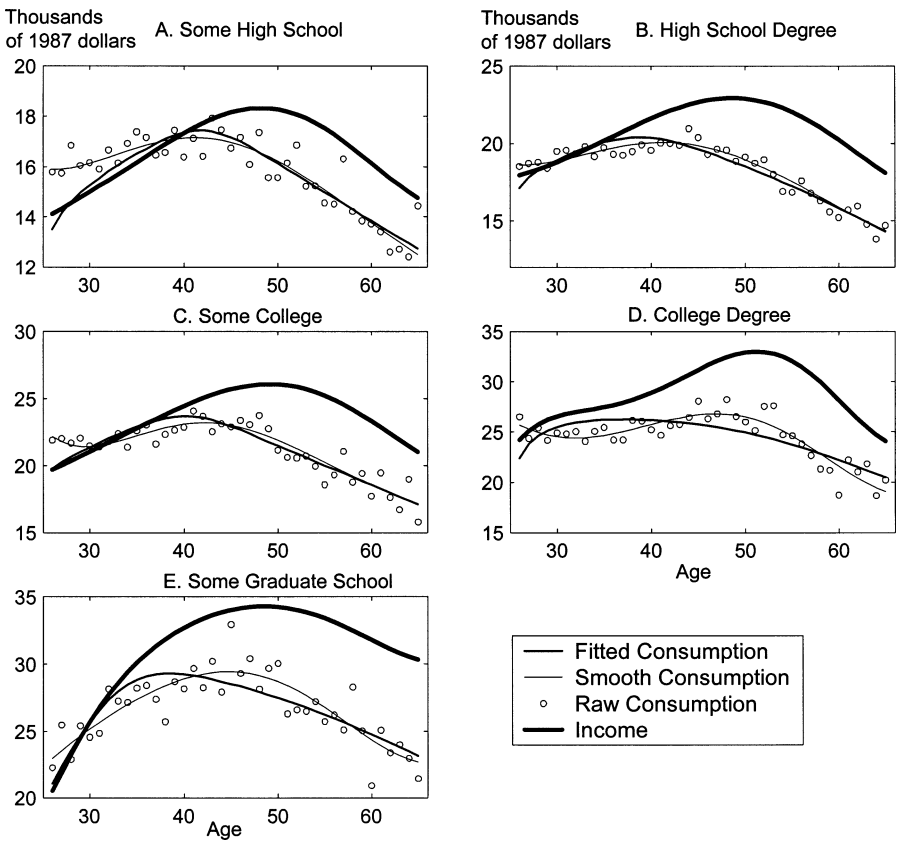 Thousands
of 1987 dollars
A. Some High School
20
18
16
14
12
30
40
50
60
Thousands
of 1987 dollars
B. High School Degree
25
20
15
30
40
50
60
C. Some College
30
25
20
15
30
40
50
60
D. College Degree
35
30
25
20
15
30
40
50
60
Age
E. Some Graduate School
35
30
25
20
30
40
50
60
Age
Fitted Consumption
Smooth Consumption
Raw Consumption
Income